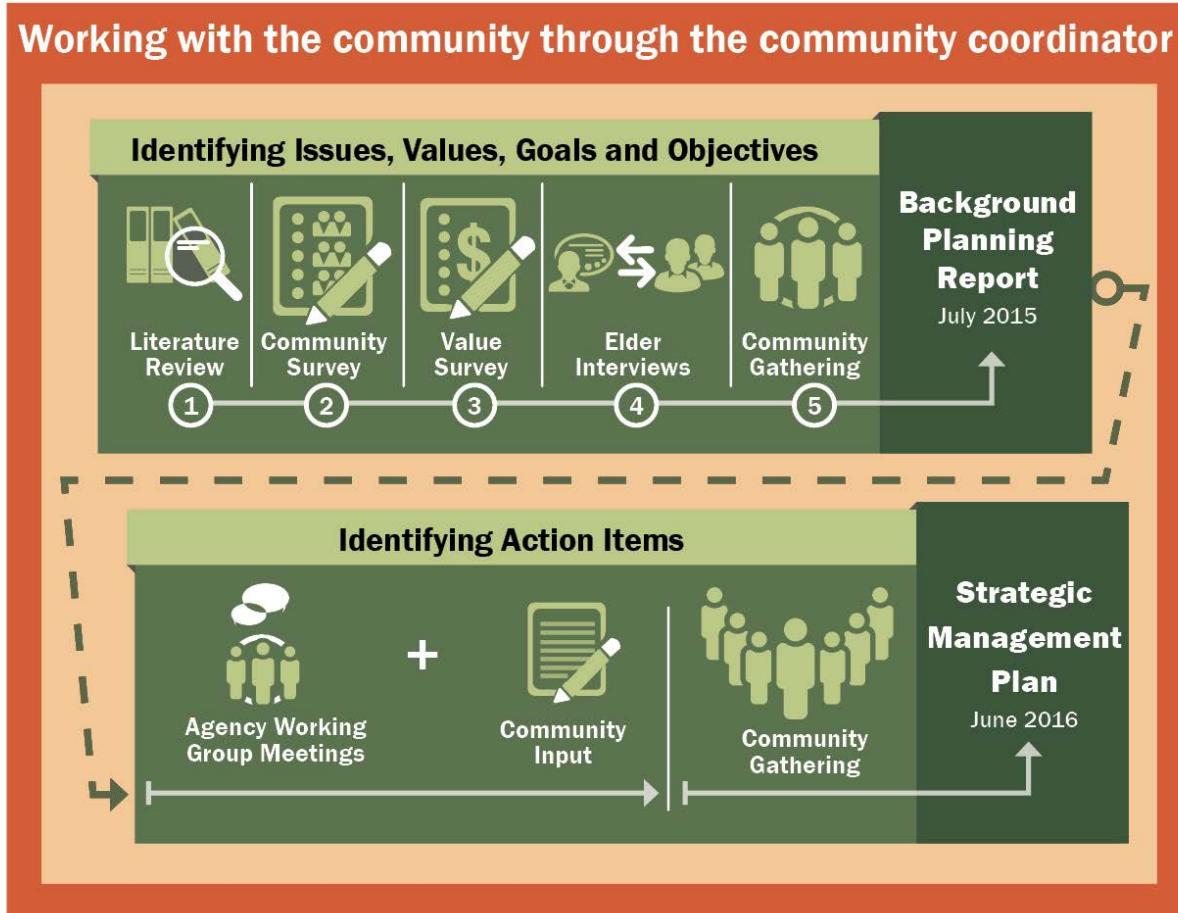 Working with the community through the community coordinator
Identifying Issues, Values, Goals and Objectives
Literature
Review
1
Community
Survey
2
$
Value
Survey
3
Elder
Interviews
4
Community
Gathering
5
Background
Planning
Report
July 2015
Identifying Action Items
Agency Working
Group Meetings
+
Community
Input
Community
Gathering
Strategic
Management
Plan
June 2016